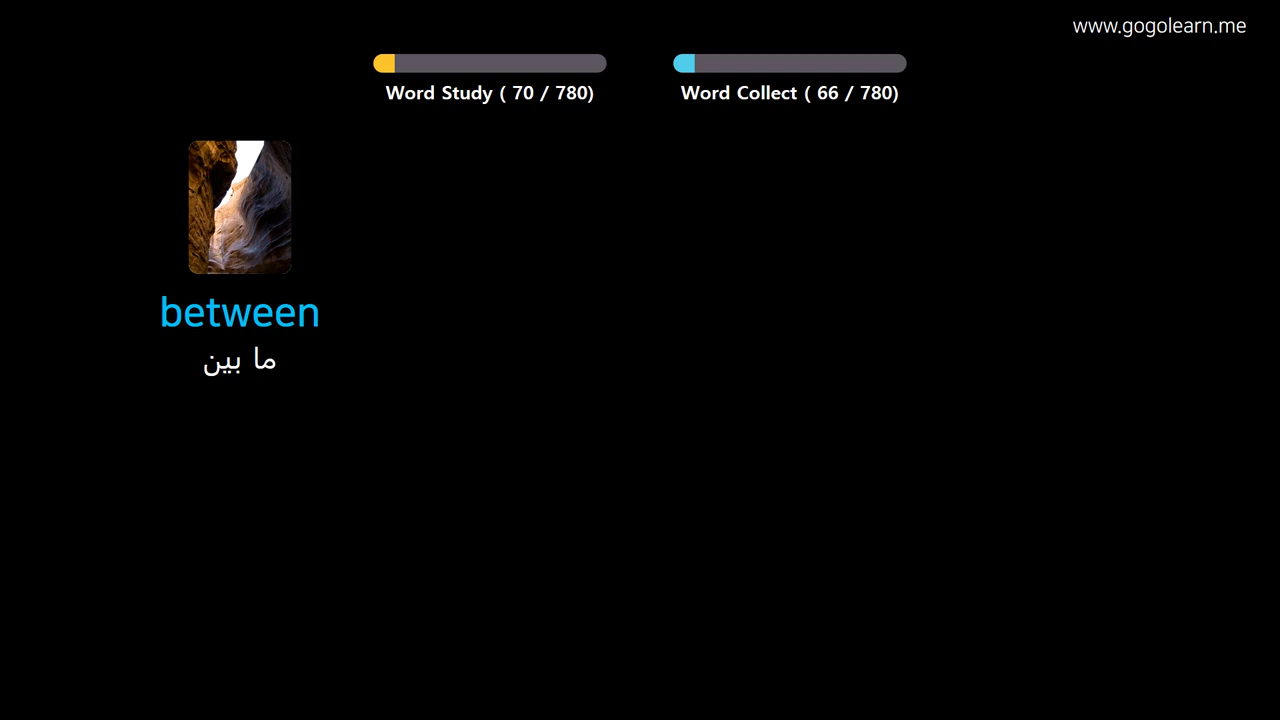 www.gogolearn.me
Word Study ( 70 / 780)
Word Collect ( 66 / 780)
between
ما بين